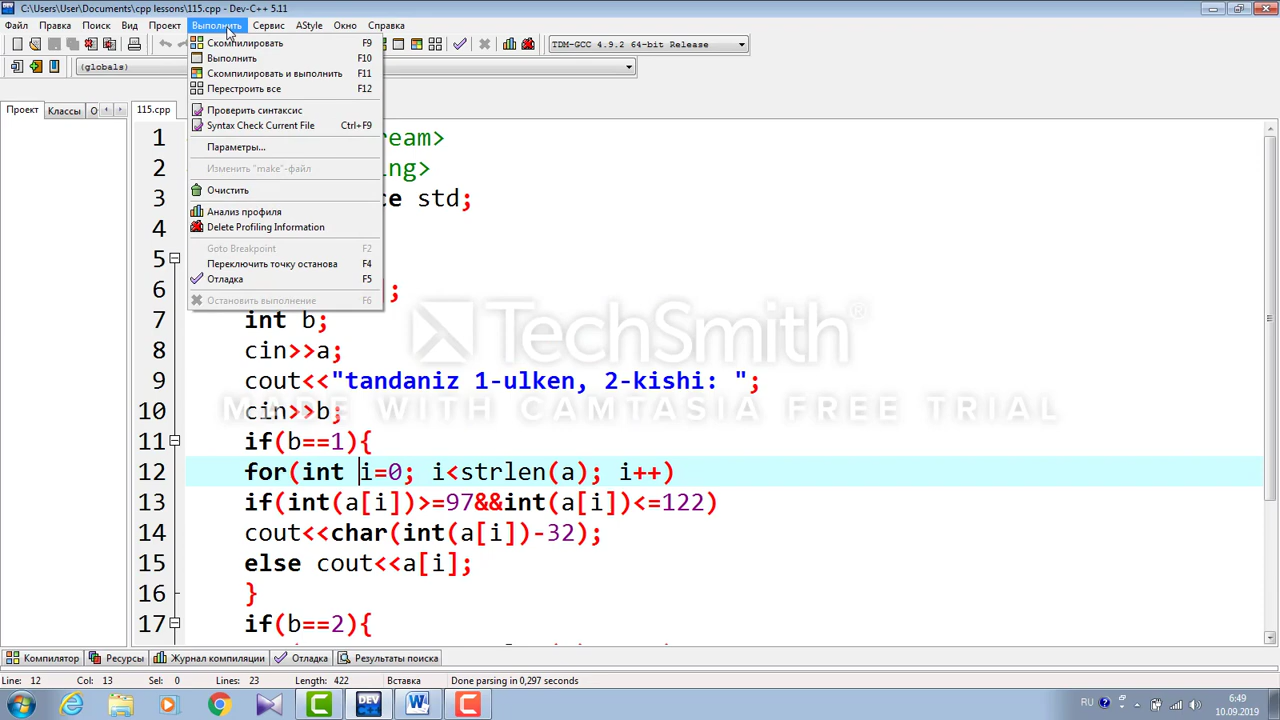 C:\Users\User\Documents\cpp lessons\115.cpp - Dev-C++ 5.11
Файл Правка Поиск Вид Проект Выполнить Сервис AStyle Окно Справка
Скомпилировать F9
Выполнить F10
Скомпилировать и выполнить F11
Перестроить все F12
Проверить синтаксис
Syntax Check Current File Ctrl+F9
Параметры...
Изменить "make"-файл
Очистить
Анализ профиля
Delete Profiling Information
Goto Breakpoint F2
Переключить точку останова F4
Отладка F5
Остановить выполнение F6
TDM-GCC 4.9.2 64-bit Release
(globals)
Проект Классы О
115.cpp
1 ream>
2 ng>
3 ce std;
4
5
6 ;
7 int b;
8 cin>>a;
9 cout<<"tandaniz 1-ulken, 2-kishi: ";
10 cin>>b;
11 if(b==1){
12 for(int i=0; i<strlen(a); i++)
13 if(int(a[i])>=97&&int(a[i])<=122)
14 cout<<char(int(a[i])-32);
15 else cout<<a[i];
16 }
17 if(b==2){
TechSmith®
MADE WITH CAMTASIA FREE TRIAL
Компилятор Ресурсы Журнал компиляции Отладка Результаты поиска
Line: 12 Col: 13 Sel: 0 Lines: 23 Length: 422 Вставка Done parsing in 0,297 seconds
DEV
RU
6:49
10.09.2019